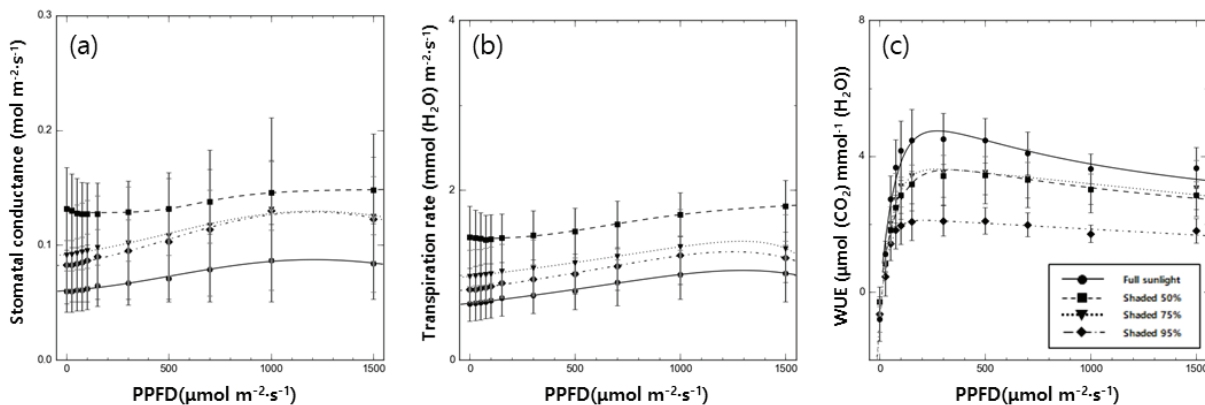 (a)
Stomatal conductance (mol m⁻²·s⁻¹)
0.3
0.2
0.1
0.0
0 500 1000 1500
PPFD(μmol m⁻²·s⁻¹)
(b)
Transpiration rate (mmol (H₂O) m⁻²·s⁻¹)
4
2
0
0 500 1000 1500
PPFD(μmol m⁻²·s⁻¹)
(c)
WUE (μmol (CO₂) mmol⁻¹ (H₂O))
8
4
0
Full sunlight
Shaded 50%
Shaded 75%
Shaded 95%
0 500 1000 1500
PPFD(μmol m⁻²·s⁻¹)